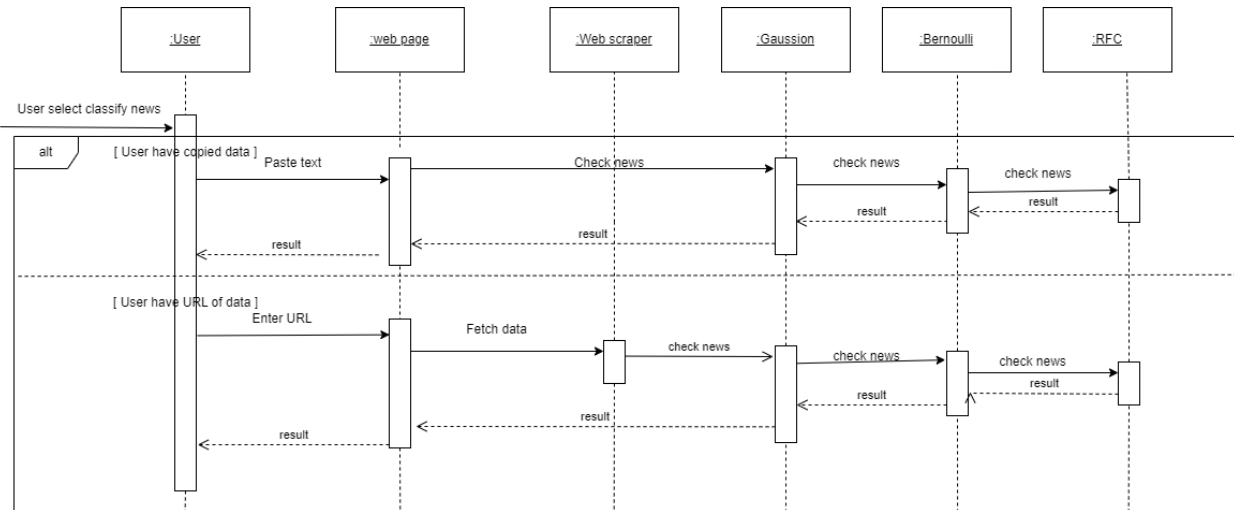 :User
:web page
:Web scraper
:Gaussion
:Bernoulli
:RFC
User select classify news
alt
[ User have copied data ]
Paste text
Check news
check news
check news
result
result
result
result
[ User have URL of data ]
Enter URL
Fetch data
check news
check news
check news
result
result
result
result